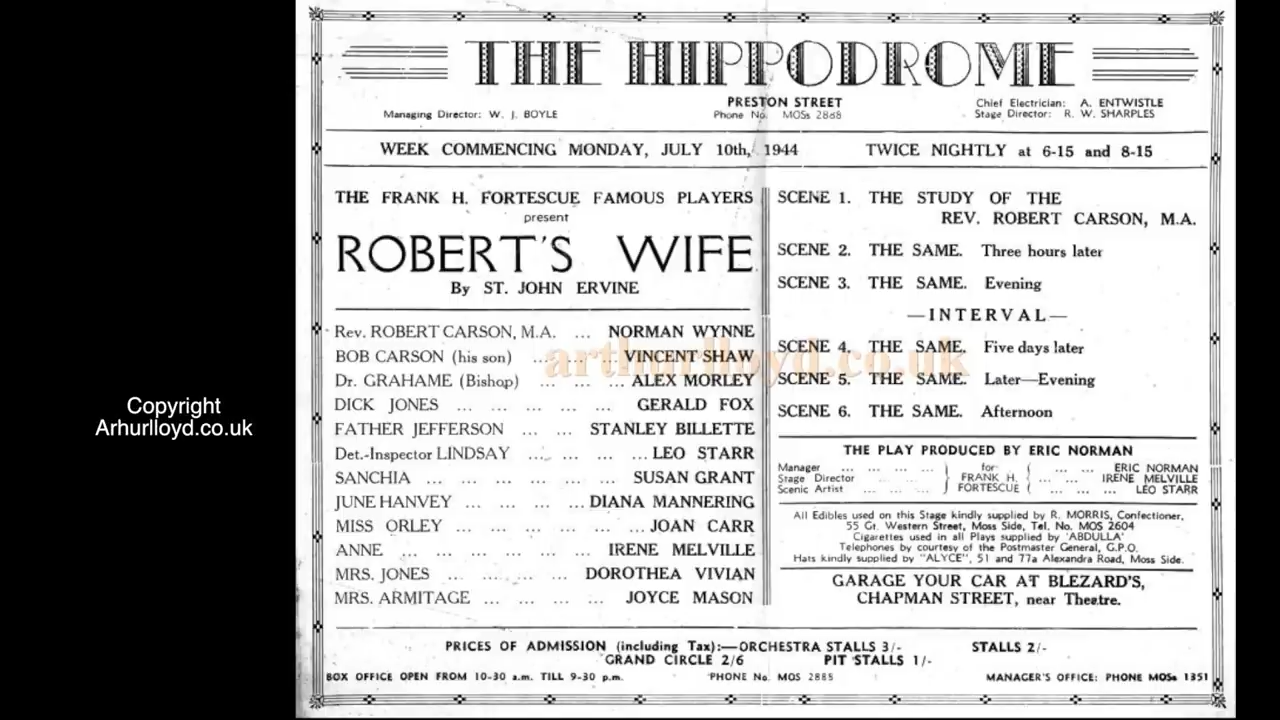 Copyright
Arhurlloyd.co.uk
THE HIPPODROME
PRESTON STREET
Managing Director: W. J. BOYLE
Phone No. MOSs 2868
Chief Electrician: A. ENTWISTLE
Stage Director: R. W. SHARPLES
WEEK COMMENCING MONDAY, JULY 10th, 1944 TWICE NIGHTLY at 6-15 and 8-15
THE FRANK H. FORTESCUE FAMOUS PLAYERS
present
ROBERT'S WIFE
By ST. JOHN ERVINE
Rev. ROBERT CARSON, M.A. ... NORMAN WYNNE
BOB CARSON (his son) ... ... VINCENT SHAW
Dr. GRAHAME (Bishop) ... ... ... ALEX MORLEY
DICK JONES ... ... ... ... GERALD FOX
FATHER JEFFERSON ... ... STANLEY BILLETTE
Det.-Inspector LINDSAY ... ... ... LEO STARR
SANCHIA ... ... ... ... ... SUSAN GRANT
JUNE HANVEY ... ... ... DIANA MANNERING
MISS ORLEY ... ... ... ... ... JOAN CARR
ANNE ... ... ... ... ... IRENE MELVILLE
MRS. JONES ... ... ... DOROTHEA VIVIAN
MRS. ARMITAGE ... ... ... JOYCE MASON
SCENE 1. THE STUDY OF THE
REV. ROBERT CARSON, M.A.
SCENE 2. THE SAME. Three hours later
SCENE 3. THE SAME. Evening
—INTERVAL—
SCENE 4. THE SAME. Five days later
SCENE 5. THE SAME. Later—Evening
SCENE 6. THE SAME. Afternoon
arthurlloyd.co.uk
THE PLAY PRODUCED BY ERIC NORMAN
Manager ... ... ... ... } for { ... ... ERIC NORMAN
Stage Director ... ... } FRANK H. { ... ... IRENE MELVILLE
Scenic Artist ... ... } FORTESCUE { ... ... ... LEO STARR
All Edibles used on this Stage kindly supplied by R. MORRIS, Confectioner,
55 Gt. Western Street, Moss Side, Tel. No. MOS 2604
Cigarettes used in all Plays supplied by 'ABDULLA'
Telephones by courtesy of the Postmaster General, G.P.O.
Hats kindly supplied by "ALYCE", 51 and 77a Alexandra Road, Moss Side.
GARAGE YOUR CAR AT BLEZARD'S,
CHAPMAN STREET, near Theatre.
PRICES OF ADMISSION (including Tax):—ORCHESTRA STALLS 3/- STALLS 2/-
GRAND CIRCLE 2/6 PIT STALLS 1/-
BOX OFFICE OPEN FROM 10-30 a.m. TILL 9-30 p.m. PHONE No. MOS 2885 MANAGER'S OFFICE: PHONE MOSs 1351